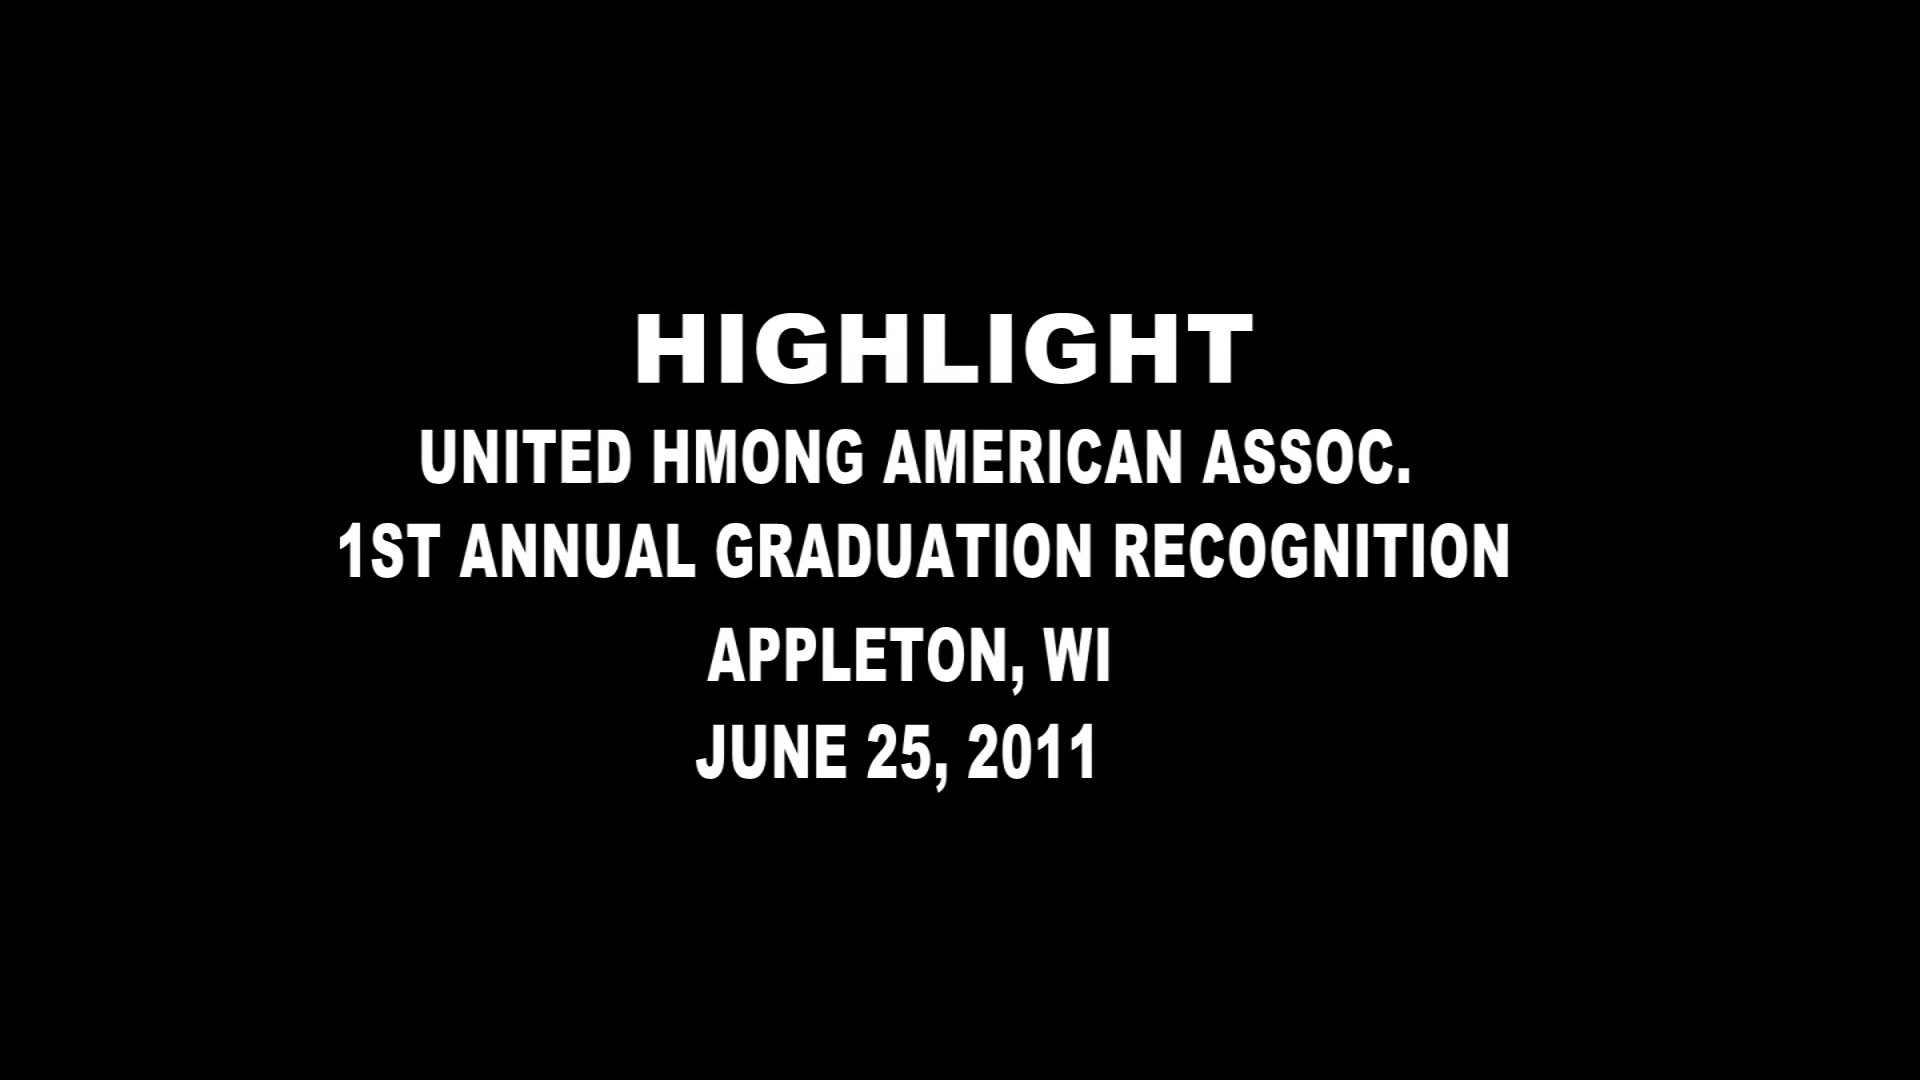 HIGHLIGHT
UNITED HMONG AMERICAN ASSOC.
1ST ANNUAL GRADUATION RECOGNITION
APPLETON, WI
JUNE 25, 2011